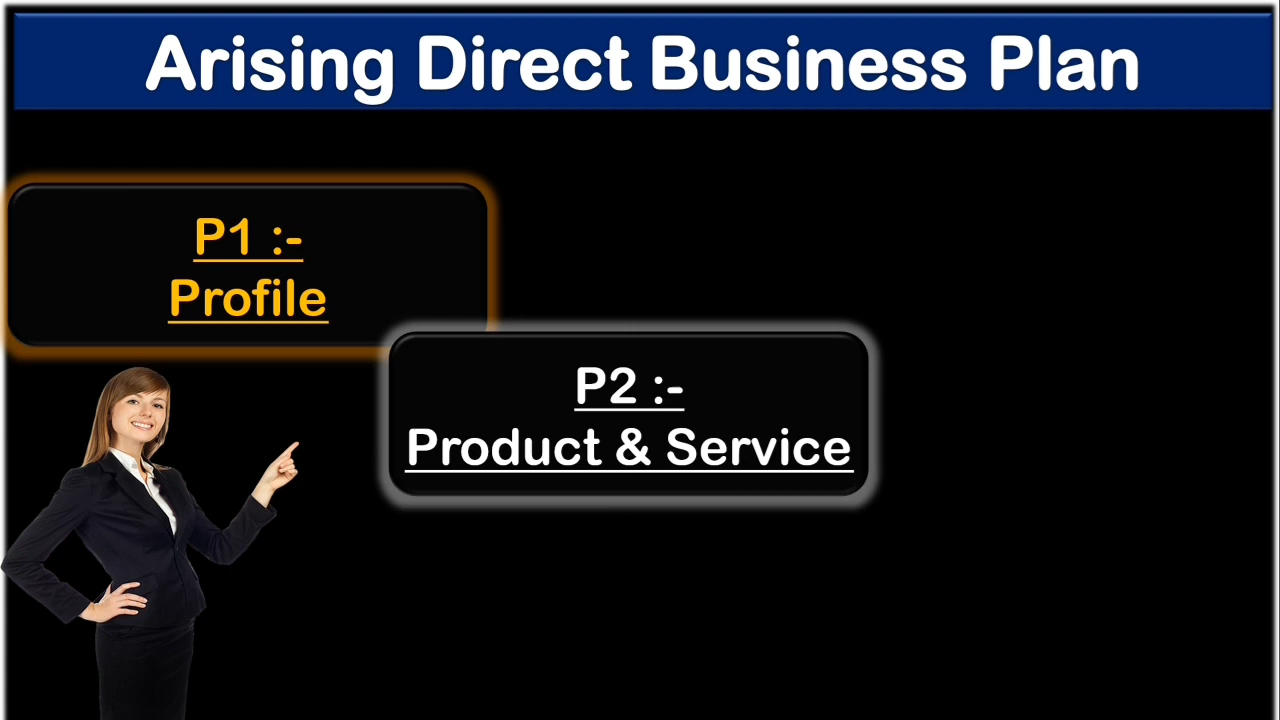 Arising Direct Business Plan
P1 :-
Profile
P2 :-
Product & Service